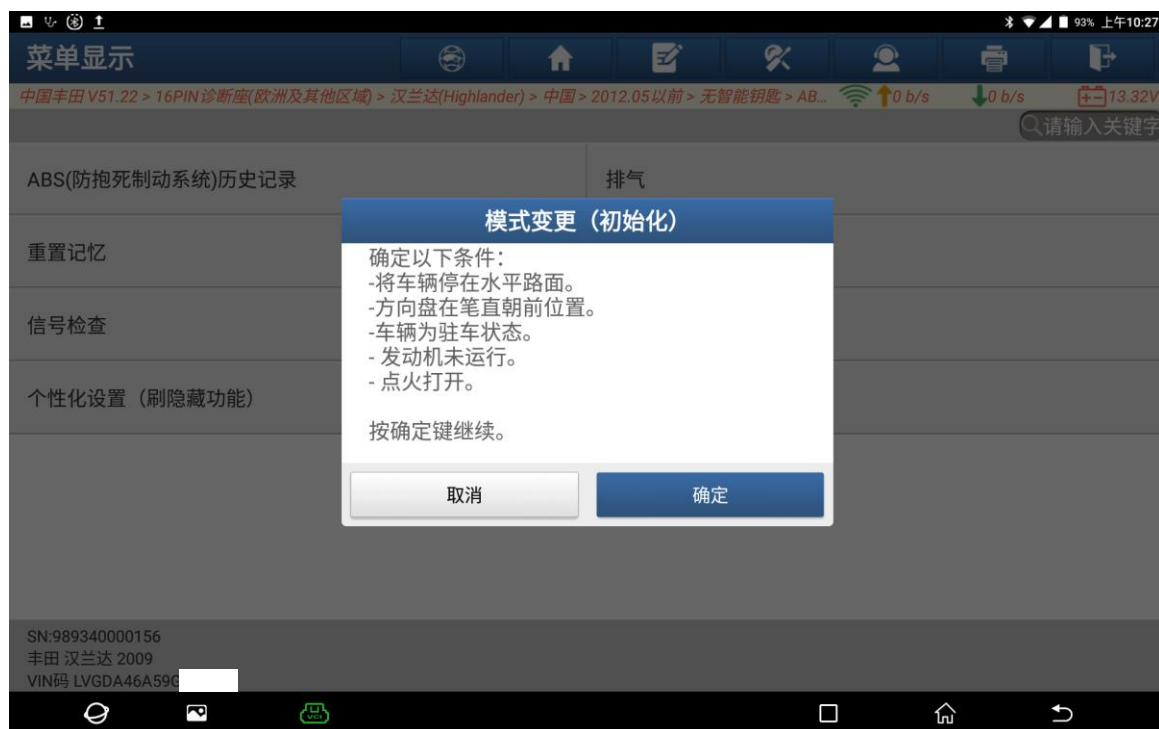 93% 上午10:27
菜单显示
中国丰田 V51.22 > 16PIN诊断座(欧洲及其他区域) > 汉兰达(Highlander) > 中国 > 2012.05以前 > 无智能钥匙 > AB... 0 b/s 0 b/s 13.32V
请输入关键字
ABS(防抱死制动系统)历史记录
排气
重置记忆
信号检查
个性化设置（刷隐藏功能）
模式变更（初始化）
确定以下条件：
-将车辆停在水平路面。
-方向盘在笔直朝前位置。
-车辆为驻车状态。
- 发动机未运行。
- 点火打开。
按确定键继续。
取消
确定
SN:989340000156
丰田 汉兰达 2009
VIN码 LVGDA46A59G
VCI